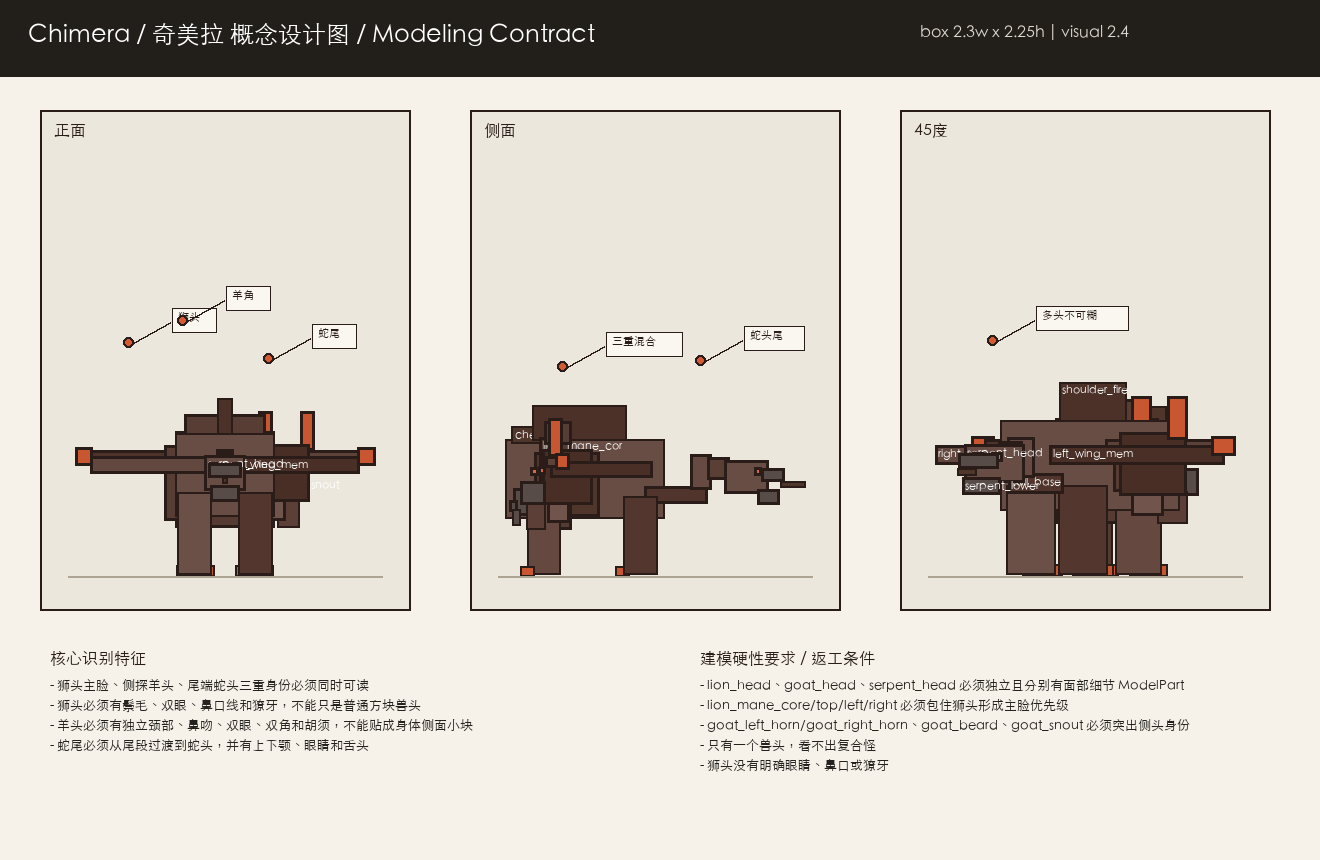 Chimera / 奇美拉 概念设计图 / Modeling Contract
box 2.3w x 2.25h | visual 2.4
正面
羊角
狮头
蛇尾
wing_mem
snout
侧面
三重混合
蛇头尾
che
mane_cor
45度
多头不可糊
shoulder_fire
right
nt_head
left_wing_mem
serpent_lower
base
核心识别特征
- 狮头主脸、侧探羊头、尾端蛇头三重身份必须同时可读
- 狮头必须有鬃毛、双眼、鼻口线和獠牙，不能只是普通方块兽头
- 羊头必须有独立颈部、鼻吻、双眼、双角和胡须，不能贴成身体侧面小块
- 蛇尾必须从尾段过渡到蛇头，并有上下颚、眼睛和舌头
建模硬性要求 / 返工条件
- lion_head、goat_head、serpent_head 必须独立且分别有面部细节 ModelPart
- lion_mane_core/top/left/right 必须包住狮头形成主脸优先级
- goat_left_horn/goat_right_horn、goat_beard、goat_snout 必须突出侧头身份
- 只有一个兽头，看不出复合怪
- 狮头没有明确眼睛、鼻口或獠牙